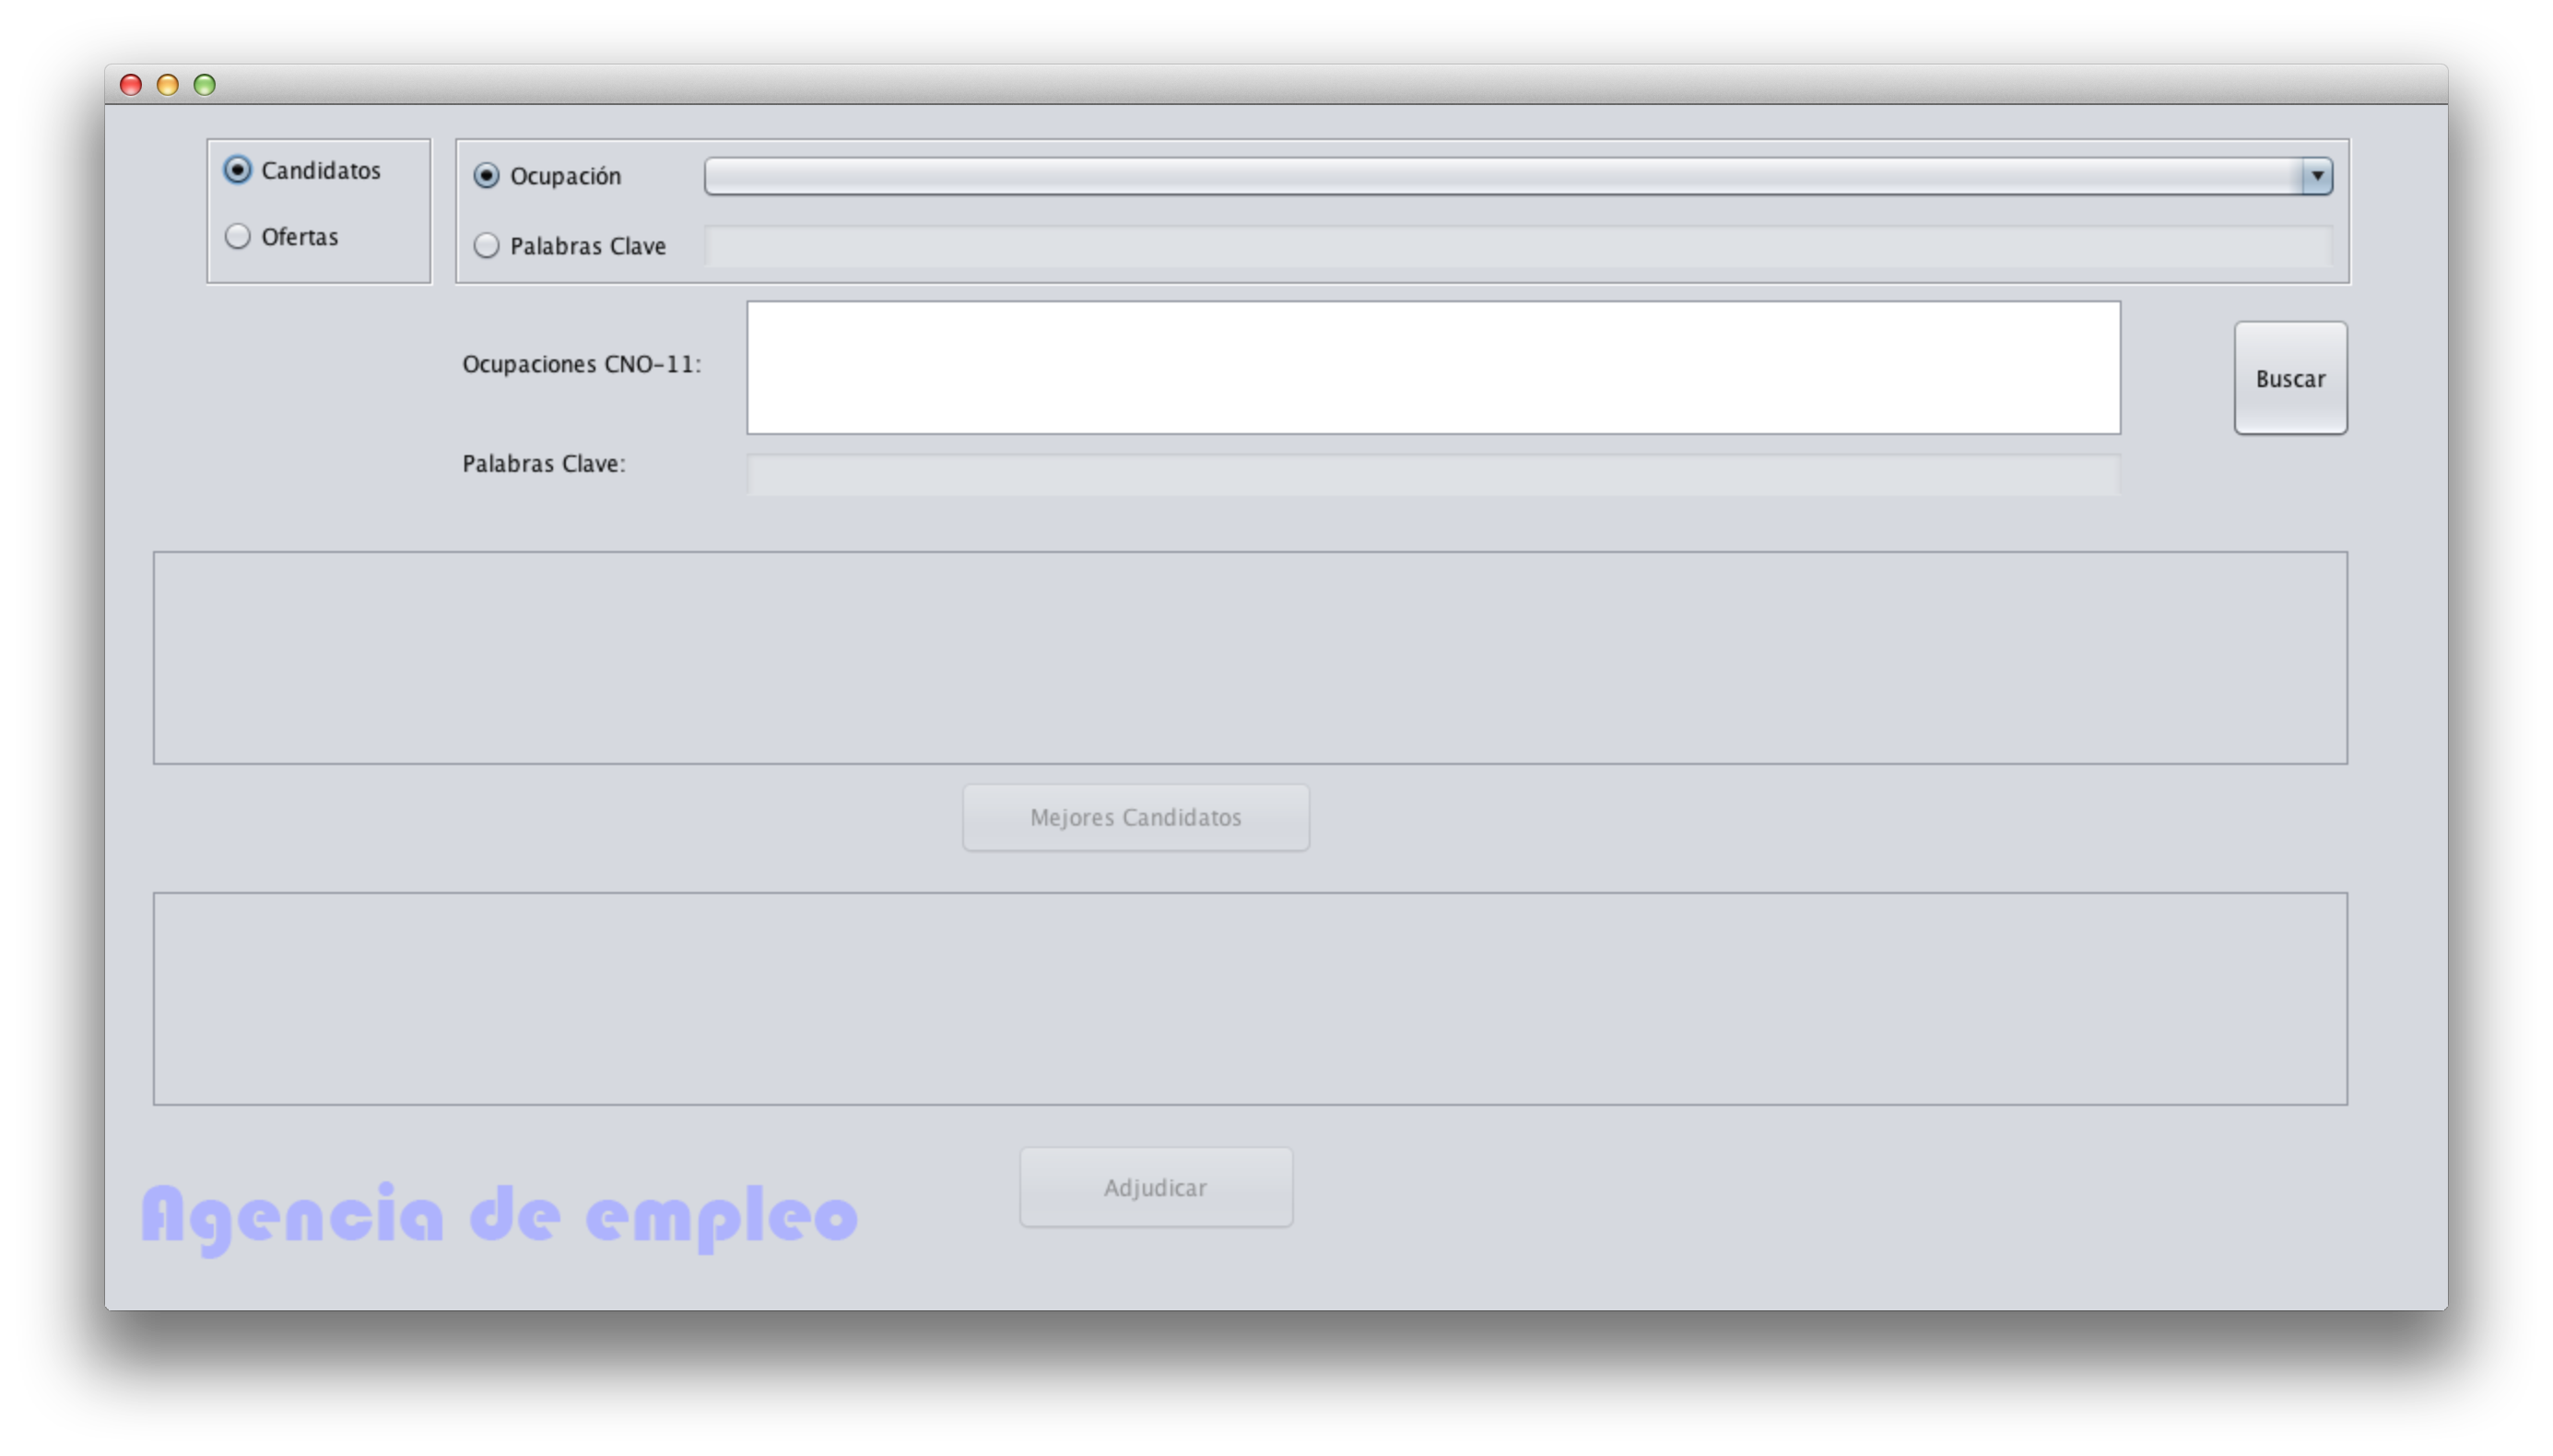 Candidatos
Ofertas
Ocupación
Palabras Clave
Ocupaciones CNO-11:
Buscar
Palabras Clave:
Mejores Candidatos
Adjudicar
Agencia de empleo